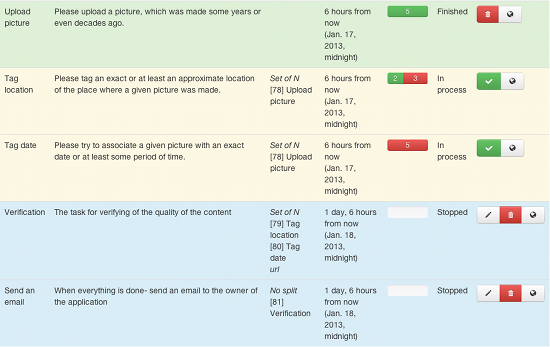 Upload picture
Please upload a picture, which was made some years or even decades ago.
6 hours from now (Jan. 17, 2013, midnight)
5
Finished
Tag location
Please tag an exact or at least an approximate location of the place where a given picture was made.
Set of N [78] Upload picture
6 hours from now (Jan. 17, 2013, midnight)
2 3
In process
Tag date
Please try to associate a given picture with an exact date or at least some period of time.
Set of N [78] Upload picture
6 hours from now (Jan. 17, 2013, midnight)
5
In process
Verification
The task for verifying of the quality of the content
Set of N [79] Tag location [80] Tag date url
1 day, 6 hours from now (Jan. 18, 2013, midnight)
Stopped
Send an email
When everything is done- send an email to the owner of the application
No split [81] Verification
1 day, 6 hours from now (Jan. 18, 2013, midnight)
Stopped